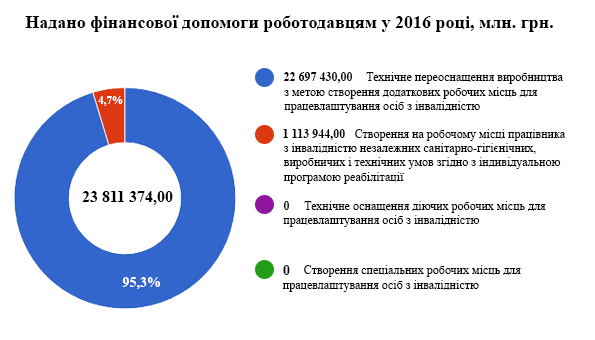 Надано фінансової допомоги роботодавцям у 2016 році, млн. грн.
4,7%
23 811 374,00
95,3%
22 697 430,00 Технічне переоснащення виробництва
з метою створення додаткових робочих місць для
працевлаштування осіб з інвалідністю
1 113 944,00 Створення на робочому місці працівника
з інвалідністю незалежних санітарно-гігієнічних,
виробничих і технічних умов згідно з індивідуальною
програмою реабілітації
0 Технічне оснащення діючих робочих місць для
працевлаштування осіб з інвалідністю
0 Створення спеціальних робочих місць для
працевлаштування осіб з інвалідністю